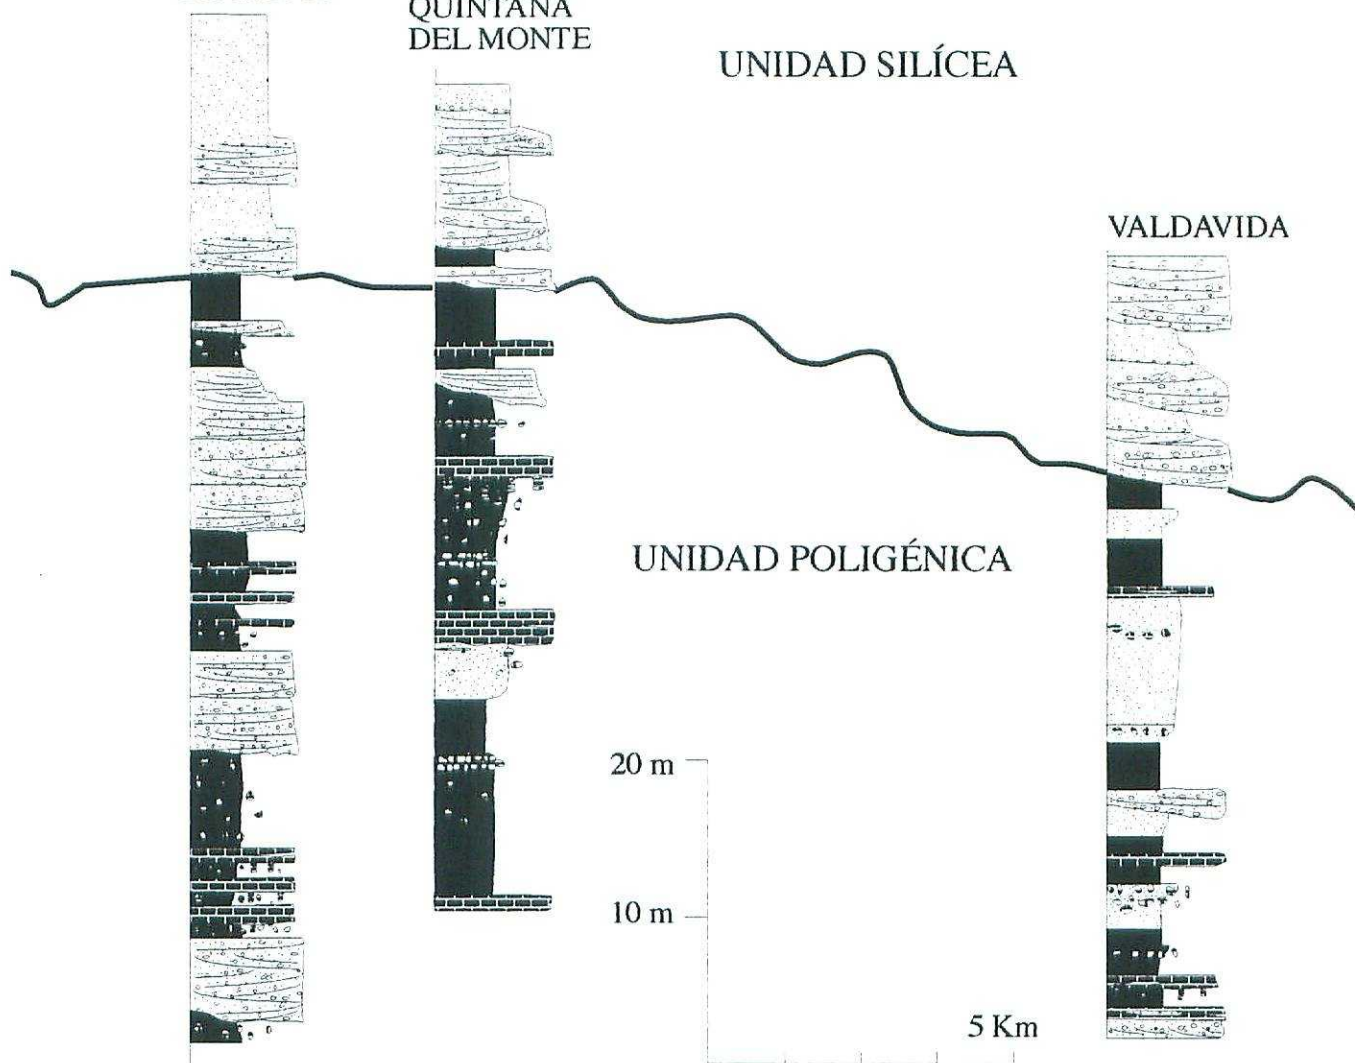 QUINTANA
DEL MONTE
UNIDAD SILÍCEA
VALDAVIDA
UNIDAD POLIGÉNICA
20 m
10 m
5 Km